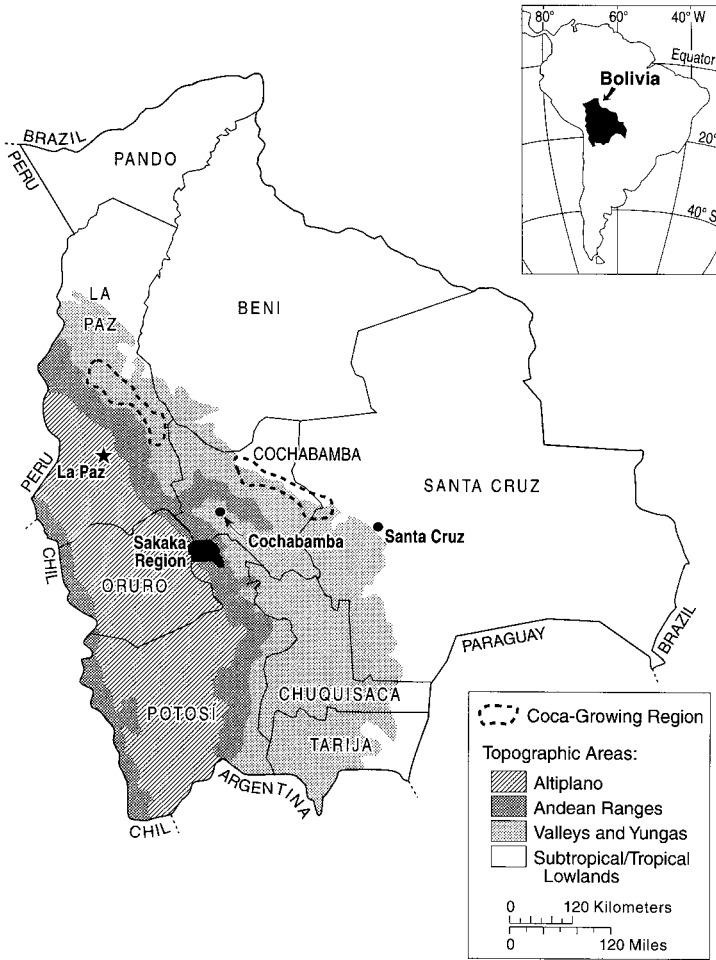 80° 60° 40° W
Equator
Bolivia
20°
40° S
BRAZIL
PERU
PANDO
LA
PAZ
BENI
COCHABAMBA
SANTA CRUZ
La Paz
PERU
Cochabamba
Santa Cruz
Sakaka
Region
CHIL
ORURO
PARAGUAY
BRAZIL
CHUQUISACA
POTOSÍ
TARIJA
ARGENTINA
CHIL
Coca-Growing Region
Topographic Areas:
Altiplano
Andean Ranges
Valleys and Yungas
Subtropical/Tropical
Lowlands
0 120 Kilometers
0 120 Miles